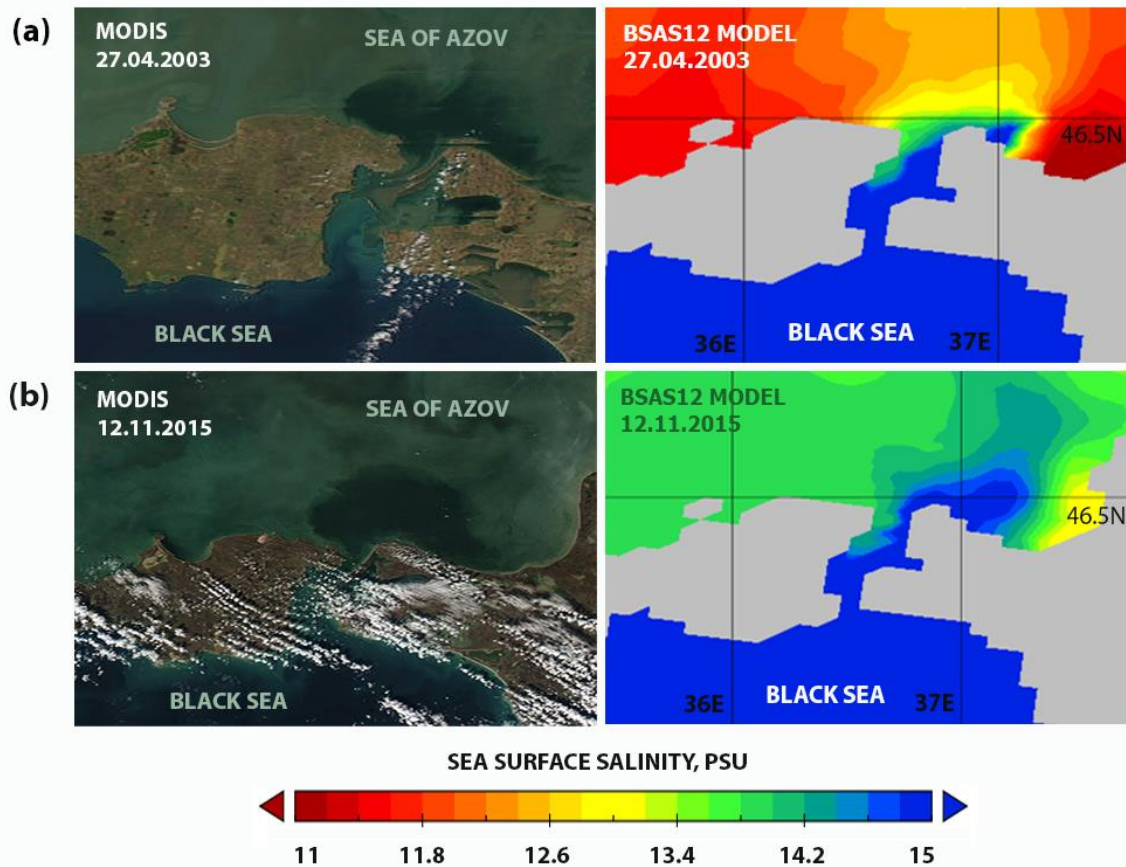 (a)
MODIS
27.04.2003
SEA OF AZOV
BLACK SEA
BSAS12 MODEL
27.04.2003
46.5N
36E
BLACK SEA
37E
(b)
MODIS
12.11.2015
SEA OF AZOV
BLACK SEA
BSAS12 MODEL
12.11.2015
46.5N
36E
BLACK SEA
37E
SEA SURFACE SALINITY, PSU
11 11.8 12.6 13.4 14.2 15